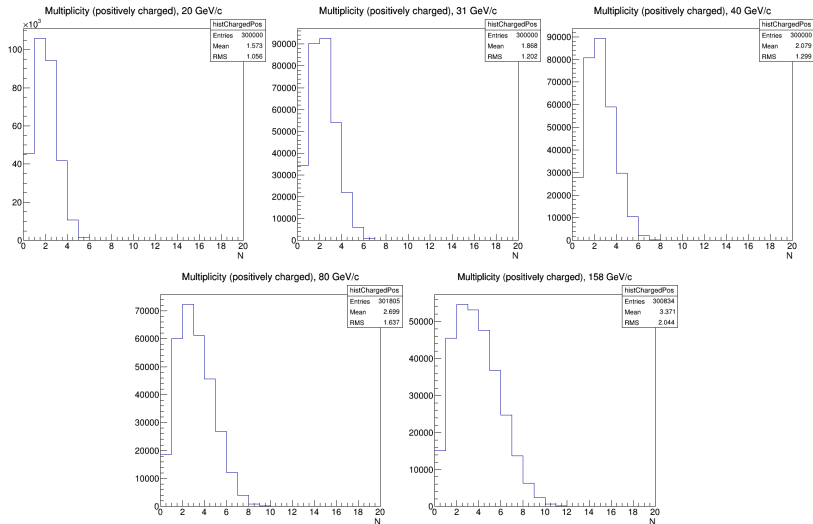 Multiplicity (positively charged), 20 GeV/c
×10³
histChargedPos
Entries 300000
Mean 1.573
RMS 1.056
100
80
60
40
20
0
0 2 4 6 8 10 12 14 16 18 20
N
Multiplicity (positively charged), 31 GeV/c
histChargedPos
Entries 300000
Mean 1.868
RMS 1.202
90000
80000
70000
60000
50000
40000
30000
20000
10000
0
0 2 4 6 8 10 12 14 16 18 20
N
Multiplicity (positively charged), 40 GeV/c
histChargedPos
Entries 300000
Mean 2.079
RMS 1.299
90000
80000
70000
60000
50000
40000
30000
20000
10000
0
0 2 4 6 8 10 12 14 16 18 20
N
Multiplicity (positively charged), 80 GeV/c
histChargedPos
Entries 301805
Mean 2.699
RMS 1.637
70000
60000
50000
40000
30000
20000
10000
0
0 2 4 6 8 10 12 14 16 18 20
N
Multiplicity (positively charged), 158 GeV/c
histChargedPos
Entries 300834
Mean 3.371
RMS 2.044
50000
40000
30000
20000
10000
0
0 2 4 6 8 10 12 14 16 18 20
N